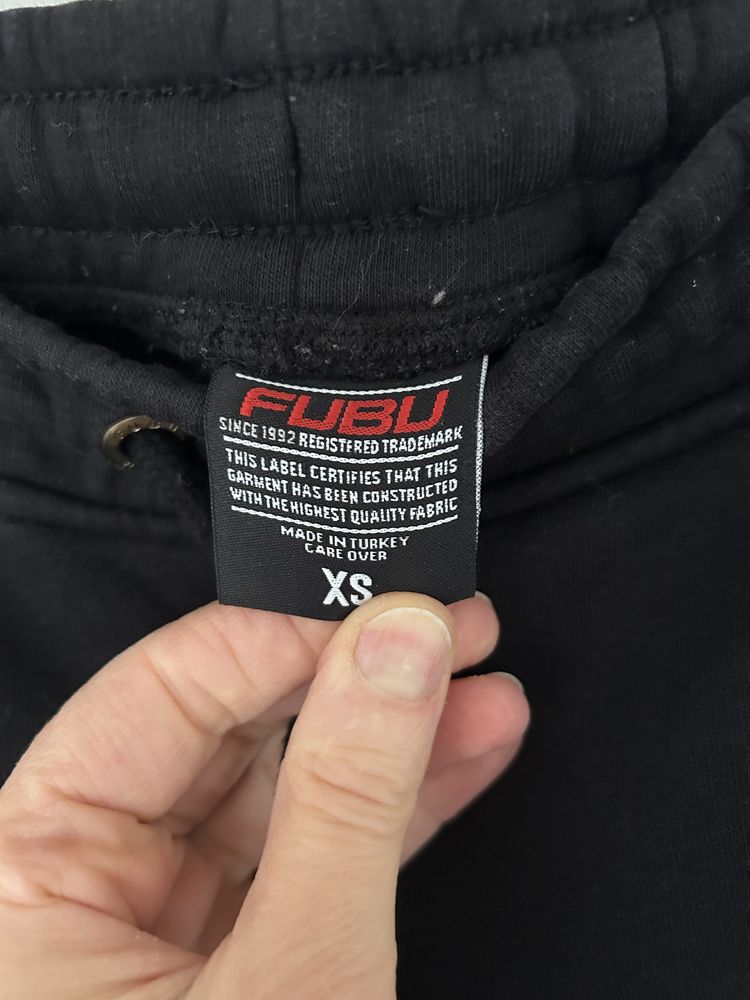 FUBU
SINCE 1992 REGISTERED TRADEMARK
THIS LABEL CERTIFIES THAT THIS
GARMENT HAS BEEN CONSTRUCTED
WITH THE HIGHEST QUALITY FABRIC
MADE IN TURKEY
CARE OVER
XS